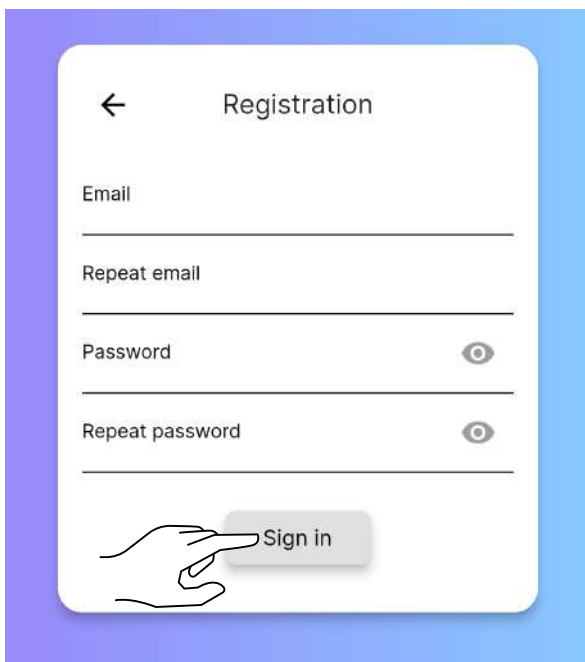 Registration
Email
Repeat email
Password
Repeat password
Sign in